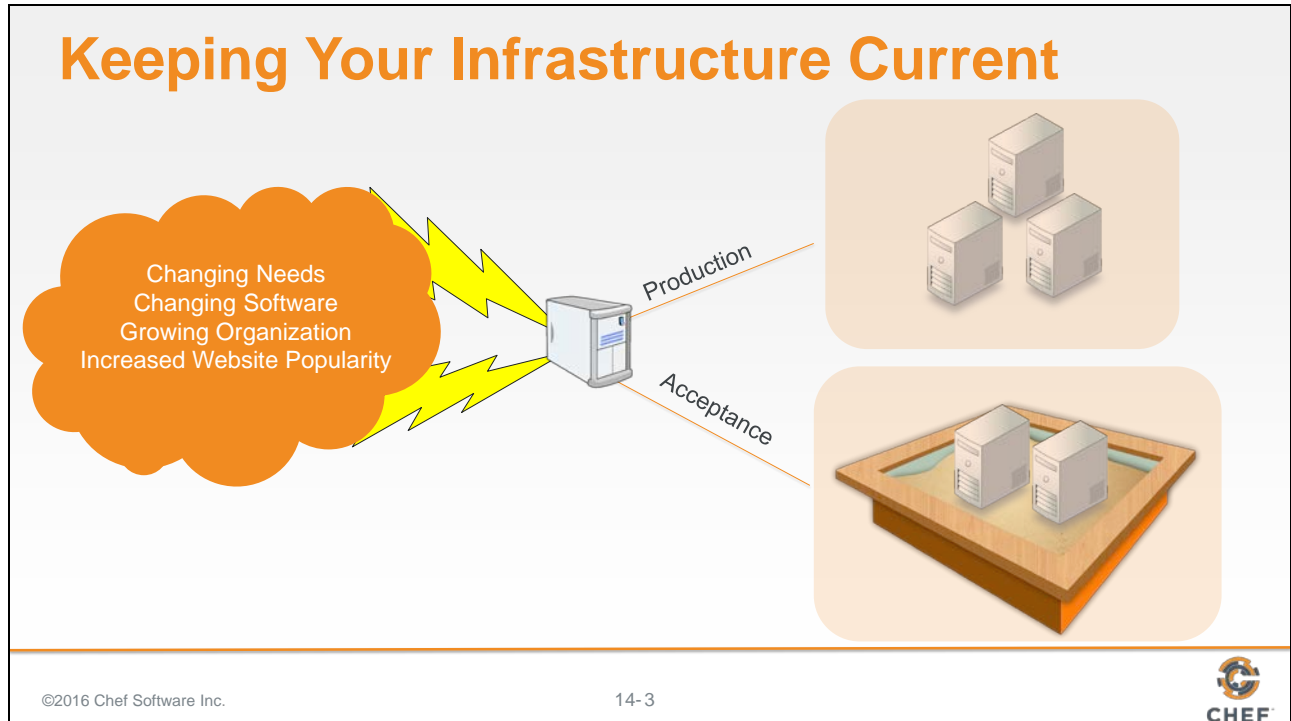 Keeping Your Infrastructure Current
Changing Needs
Changing Software
Growing Organization
Increased Website Popularity
Production
Acceptance
©2016 Chef Software Inc.
14-3
CHEF